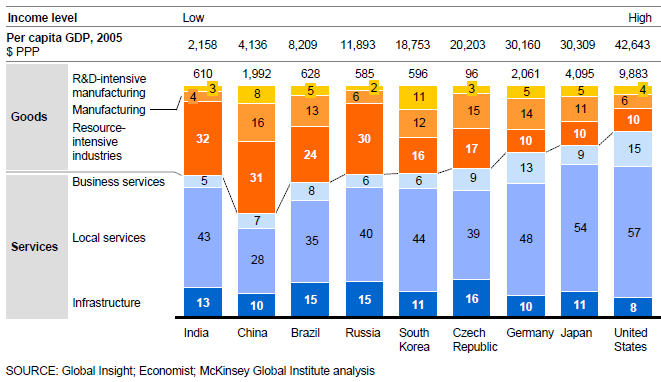 Income level Low High
Per capita GDP, 2005
$ PPP 2,158 4,136 8,209 11,893 18,753 20,203 30,160 30,309 42,643
610 1,992 628 585 596 96 2,061 4,095 9,883
Goods
R&D-intensive
manufacturing 3 8 5 2 11 3 5 5 4
Manufacturing 4 16 13 6 12 15 14 11 6
Resource-
intensive
industries 32 31 24 30 16 17 10 10 10
Services
Business services 5 7 8 6 6 9 13 9 15
Local services 43 28 35 40 44 39 48 54 57
Infrastructure 13 10 15 15 11 16 10 11 8
India China Brazil Russia South Czech Germany Japan United
Korea Republic States
SOURCE: Global Insight; Economist; McKinsey Global Institute analysis